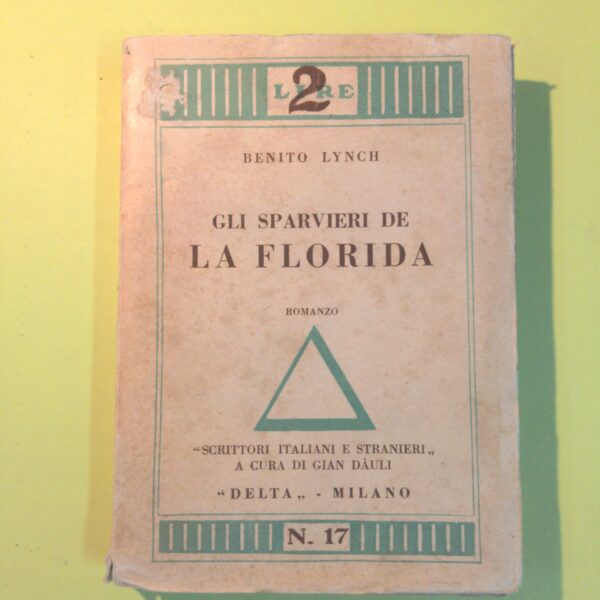 2
LIRE
BENITO LYNCH
GLI SPARVIERI DE
LA FLORIDA
ROMANZO
"SCRITTORI ITALIANI E STRANIERI„
A CURA DI GIAN DÀULI
"DELTA„ - MILANO
N. 17